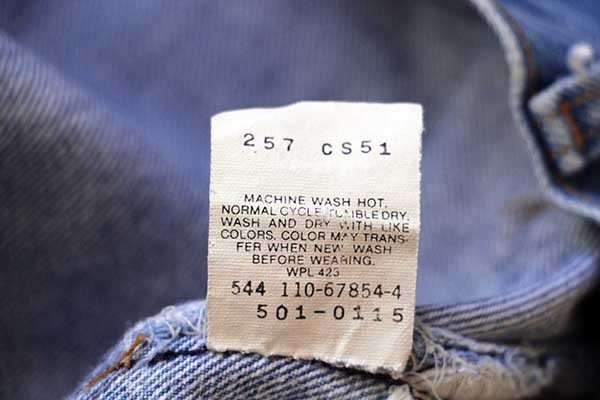 257 CS51
MACHINE WASH HOT,
NORMAL CYCLE TUMBLE DRY.
WASH AND DRY WITH LIKE
COLORS. COLOR MAY TRANS-
FER WHEN NEW. WASH
BEFORE WEARING.
WPL 423
544 110-67854-4
501-0115